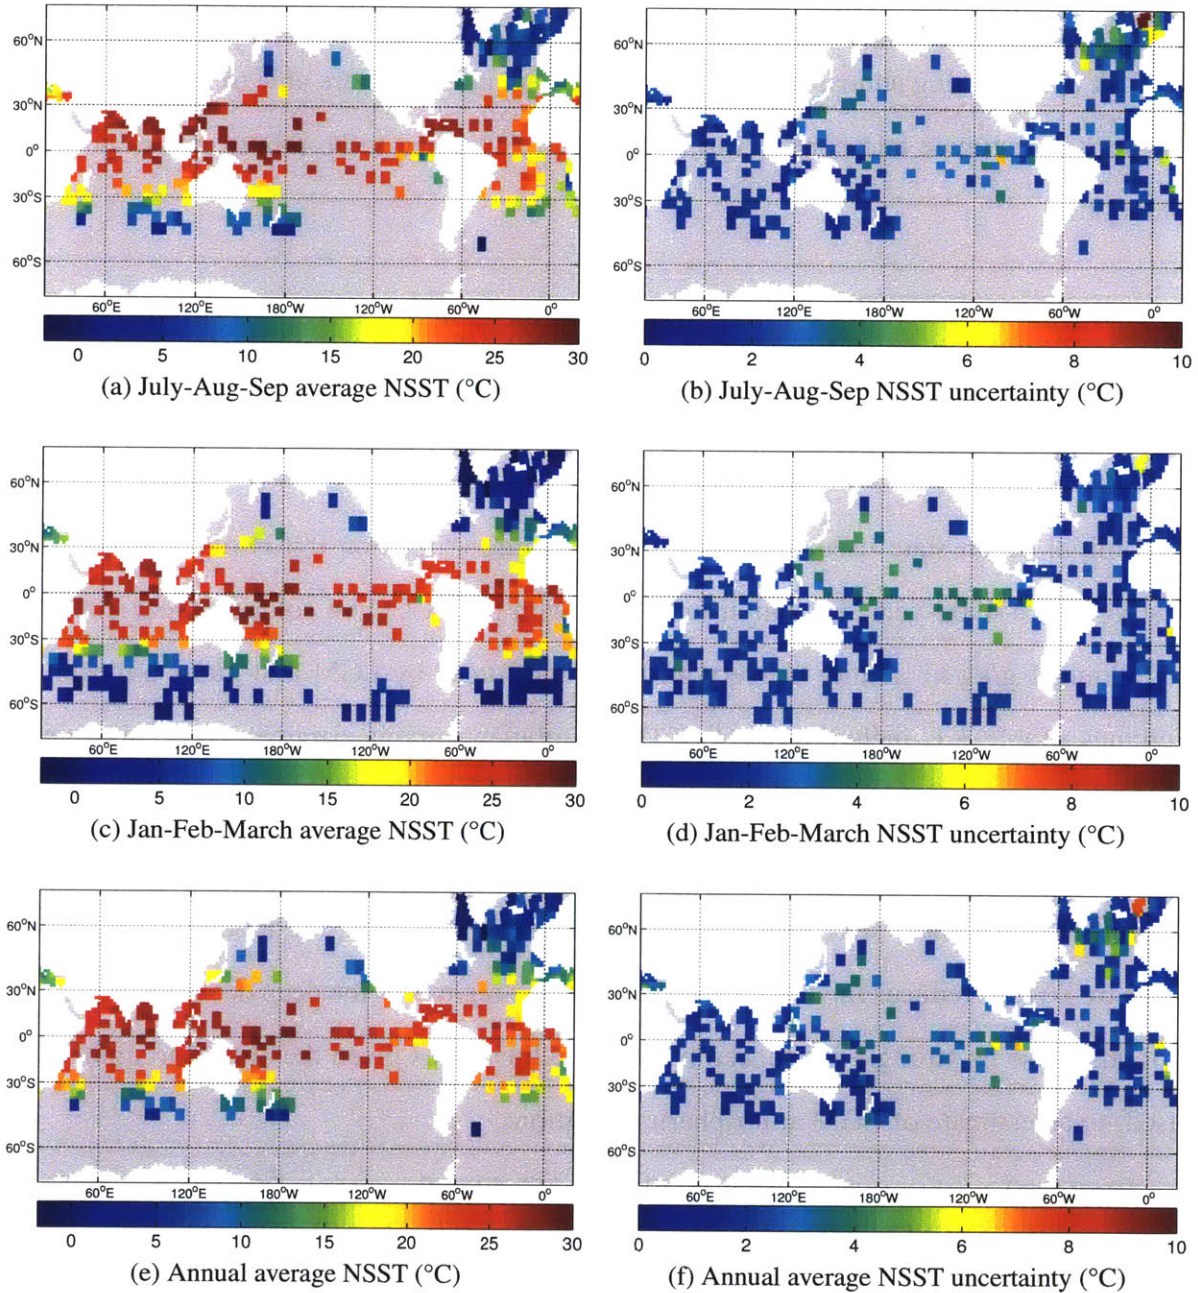 60°N 30°N 0° 30°S 60°S
60°E 120°E 180°W 120°W 60°W 0°
0 5 10 15 20 25 30
(a) July-Aug-Sep average NSST (°C)
60°N 30°N 0° 30°S 60°S
60°E 120°E 180°W 120°W 60°W 0°
0 2 4 6 8 10
(b) July-Aug-Sep NSST uncertainty (°C)
60°N 30°N 0° 30°S 60°S
60°E 120°E 180°W 120°W 60°W 0°
0 5 10 15 20 25 30
(c) Jan-Feb-March average NSST (°C)
60°N 30°N 0° 30°S 60°S
60°E 120°E 180°W 120°W 60°W 0°
0 2 4 6 8 10
(d) Jan-Feb-March NSST uncertainty (°C)
60°N 30°N 0° 30°S 60°S
60°E 120°E 180°W 120°W 60°W 0°
0 5 10 15 20 25 30
(e) Annual average NSST (°C)
60°N 30°N 0° 30°S 60°S
60°E 120°E 180°W 120°W 60°W 0°
0 2 4 6 8 10
(f) Annual average NSST uncertainty (°C)